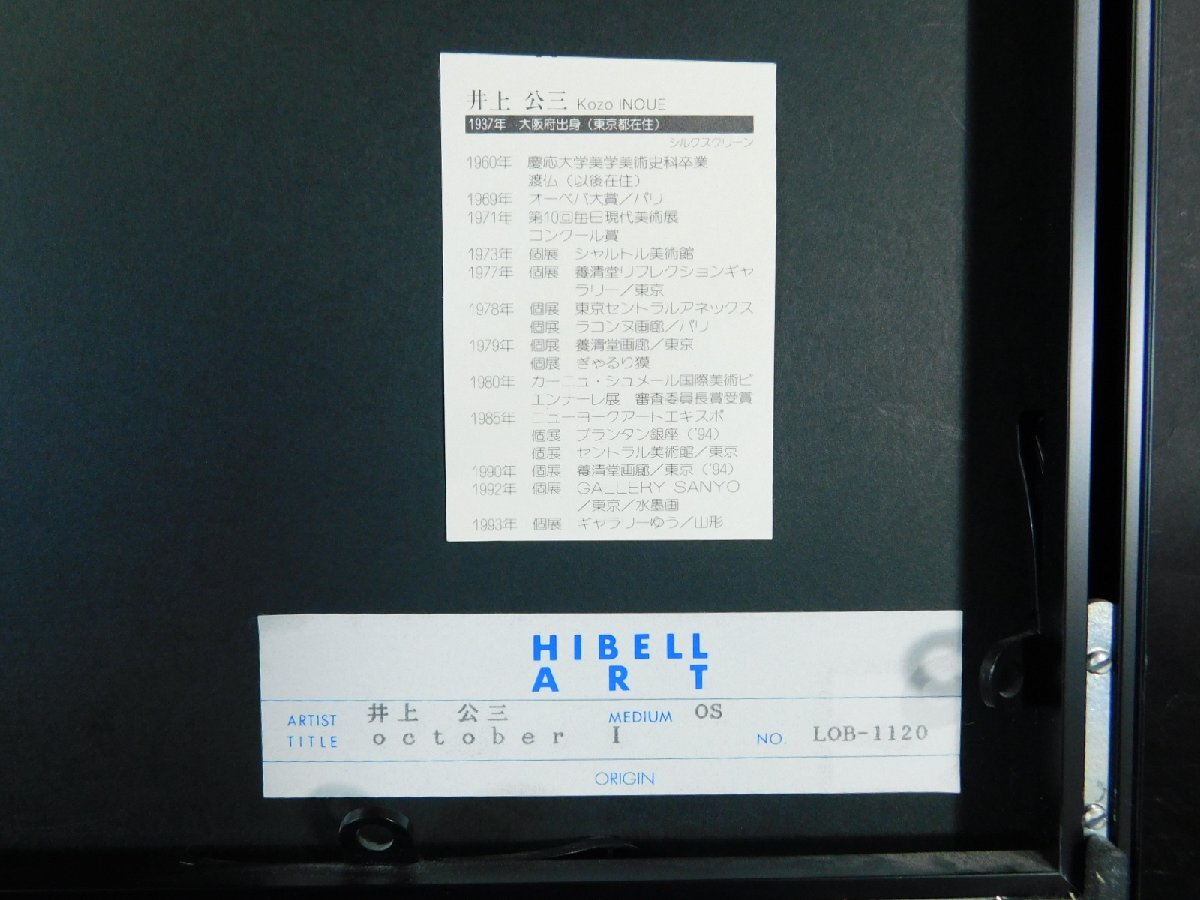 井上 公三 Kozo INOUE
1937年 大阪府出身（東京都在住）
シルクスクリーン
1960年 慶応大学美学美術史科卒業
渡仏（以後在住）
1969年 オーベパ大賞／パリ
1971年 第10回毎日現代美術展
コンクール賞
1973年 個展 シャルトル美術館
1977年 個展 養清堂リフレクションギャ
ラリー／東京
1978年 個展 東京セントラルアネックス
個展 ラコンヌ画廊／パリ
1979年 個展 養清堂画廊／東京
個展 ぎゃるり獏
1980年 カーニュ・シュメール国際美術ビ
エンナーレ展 審査委員長賞受賞
1985年 ニューヨークアートエキスポ
個展 プランタン銀座（'94）
個展 セントラル美術館／東京
1990年 個展 養清堂画廊／東京（'94）
1992年 個展 GALLERY SANYO
／東京／水墨画
1993年 個展 ギャラリーゆう／山形
HIBELL
ART
ARTIST 井上 公三 MEDIUM OS
TITLE october I NO. LOB-1120
ORIGIN